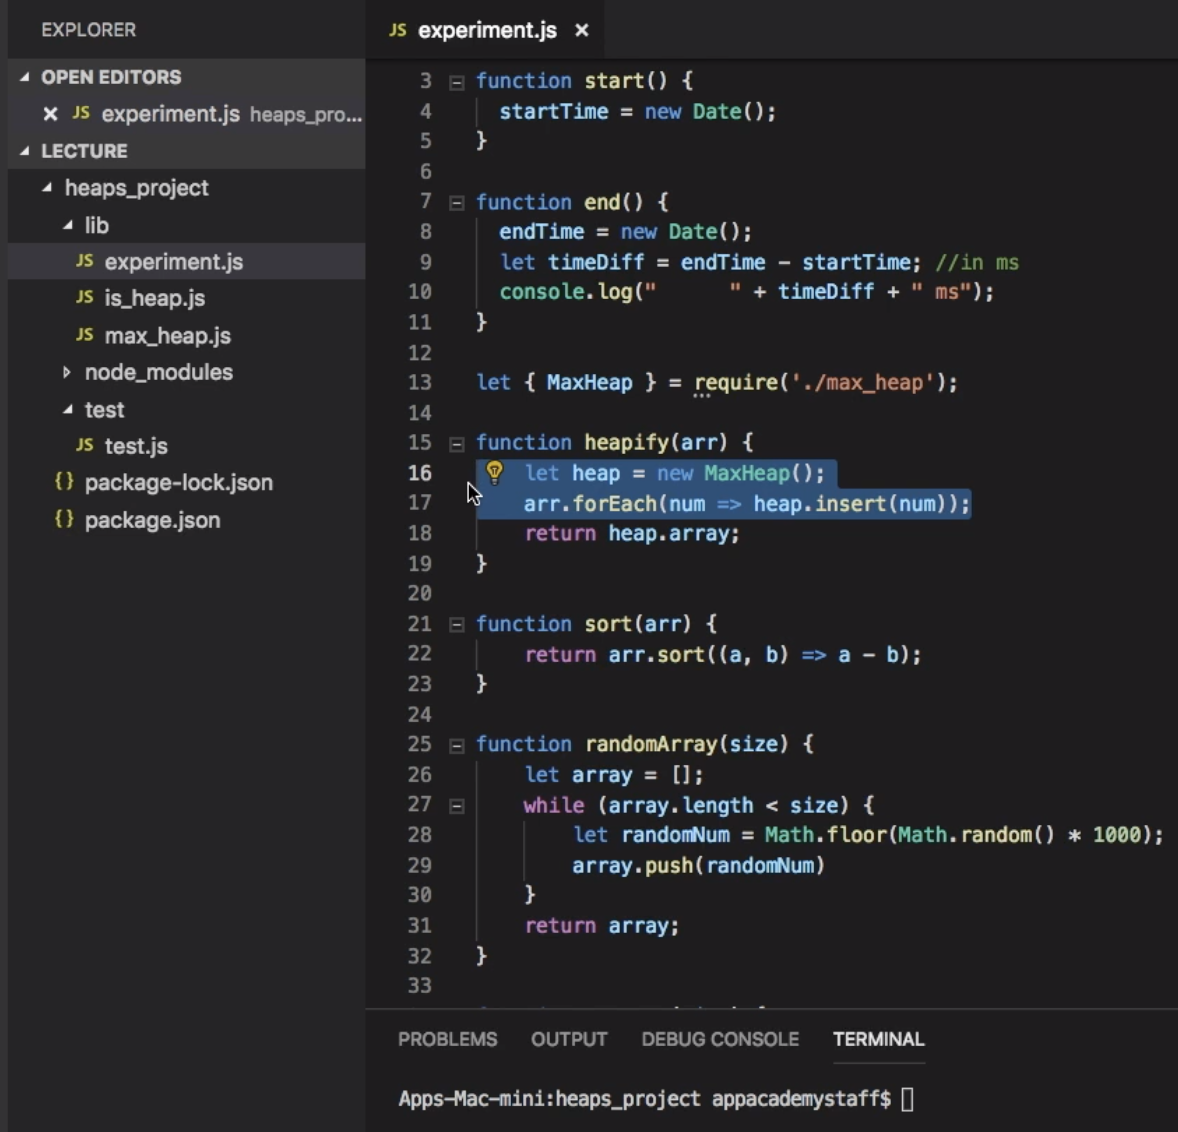 EXPLORER
OPEN EDITORS
experiment.js heaps_pro...
LECTURE
heaps_project
lib
JS experiment.js
JS is_heap.js
JS max_heap.js
node_modules
test
JS test.js
{} package-lock.json
{} package.json
JS experiment.js ×
3 function start() {
4 startTime = new Date();
5 }
6
7 function end() {
8 endTime = new Date();
9 let timeDiff = endTime - startTime; //in ms
10 console.log("      " + timeDiff + " ms");
11 }
12
13 let { MaxHeap } = require('./max_heap');
14
15 function heapify(arr) {
16 let heap = new MaxHeap();
17 arr.forEach(num => heap.insert(num));
18 return heap.array;
19 }
20
21 function sort(arr) {
22 return arr.sort((a, b) => a - b);
23 }
24
25 function randomArray(size) {
26 let array = [];
27 while (array.length < size) {
28 let randomNum = Math.floor(Math.random() * 1000);
29 array.push(randomNum)
30 }
31 return array;
32 }
33
PROBLEMS OUTPUT DEBUG CONSOLE TERMINAL
Apps-Mac-mini:heaps_project appacademystaff$